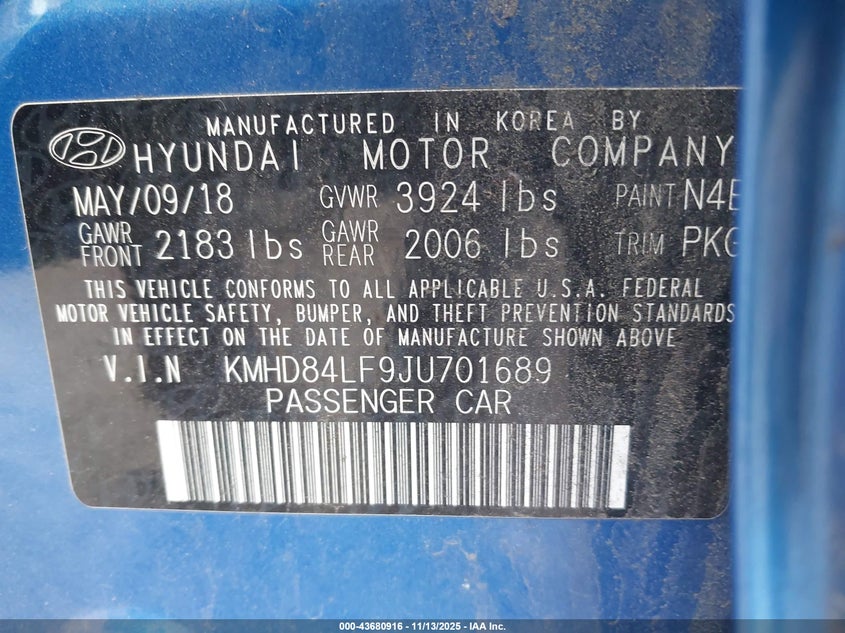 MANUFACTURED IN KOREA BY
HYUNDAI MOTOR COMPANY
MAY/09/18 GVWR 3924 lbs PAINT N4
GAWR FRONT 2183 lbs GAWR REAR 2006 lbs TRIM PK
THIS VEHICLE CONFORMS TO ALL APPLICABLE U.S.A. FEDERAL
MOTOR VEHICLE SAFETY, BUMPER, AND THEFT PREVENTION STANDARDS
IN EFFECT ON THE DATE OF MANUFACTURE SHOWN ABOVE
V.I.N KMHD84LF9JU701689
PASSENGER CAR
000-43680916 - 11/13/2025 - IAA Inc.